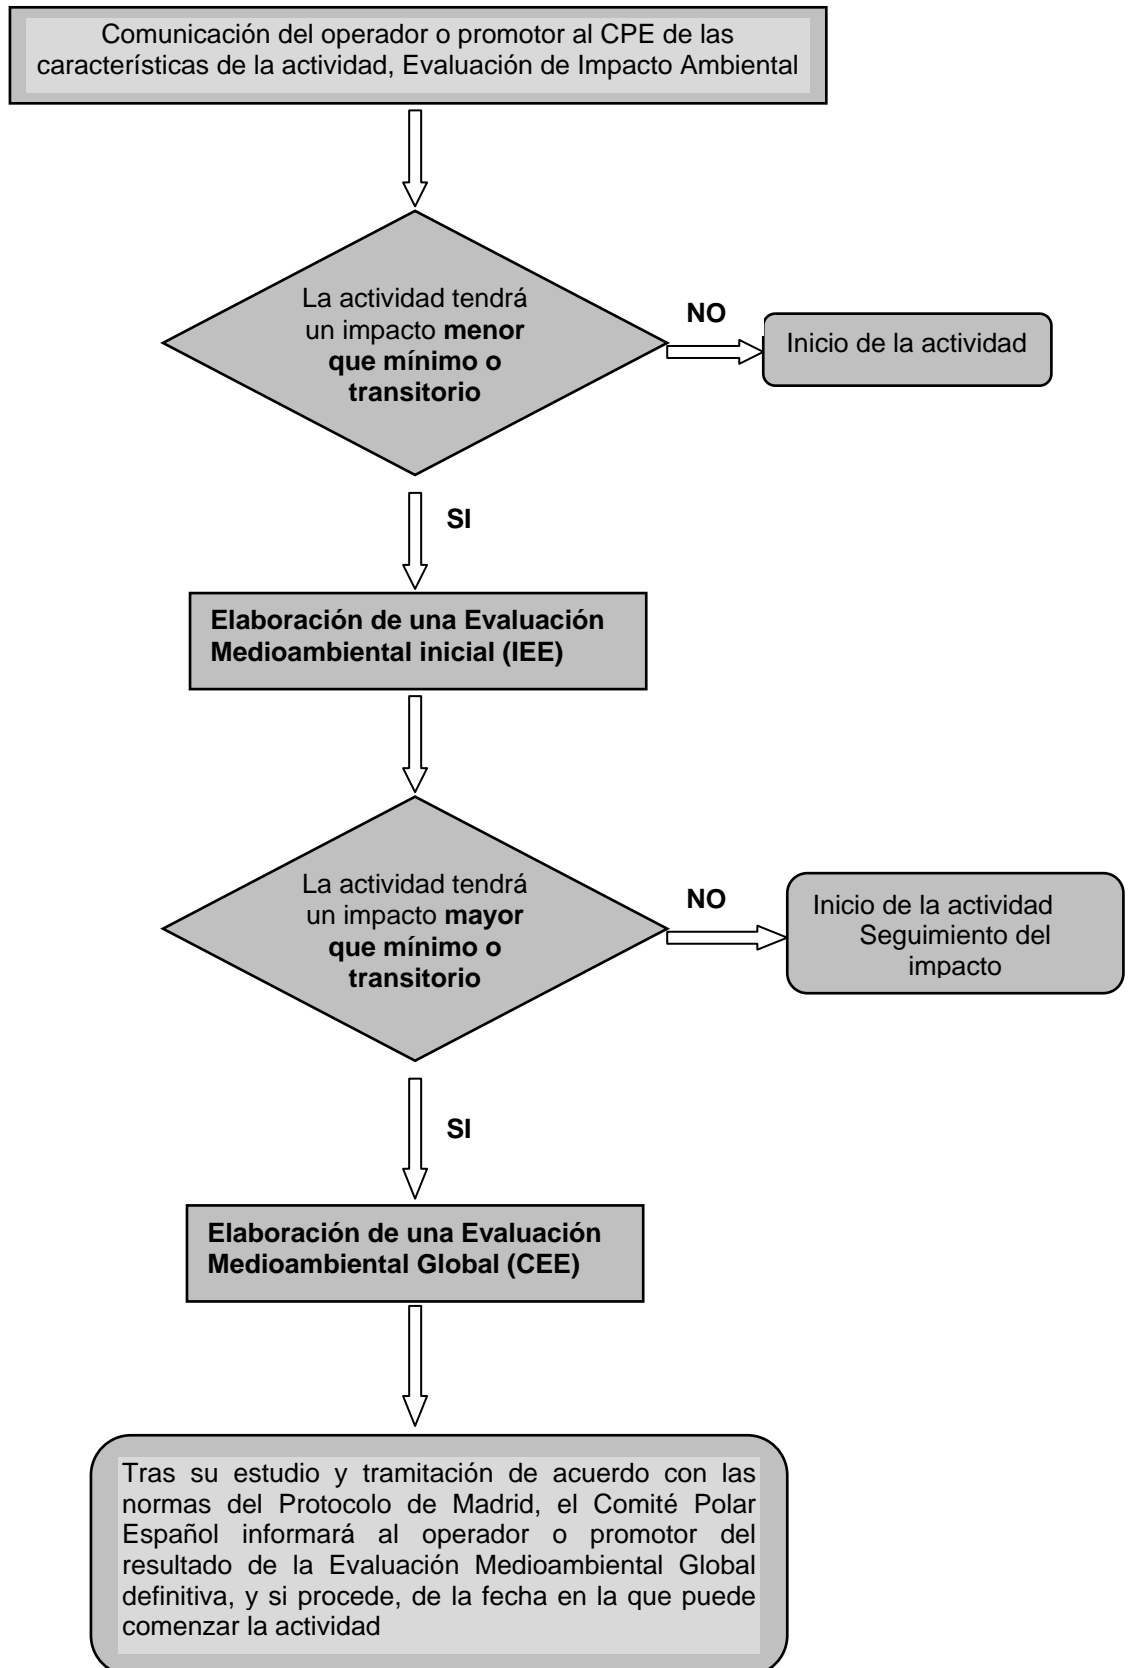 Comunicación del operador o promotor al CPE de las
características de la actividad, Evaluación de Impacto Ambiental
La actividad tendrá
un impacto menor
que mínimo o
transitorio
NO
Inicio de la actividad
SI
Elaboración de una Evaluación
Medioambiental inicial (IEE)
La actividad tendrá
un impacto mayor
que mínimo o
transitorio
NO
Inicio de la actividad
Seguimiento del
impacto
SI
Elaboración de una Evaluación
Medioambiental Global (CEE)
Tras su estudio y tramitación de acuerdo con las
normas del Protocolo de Madrid, el Comité Polar
Español informará al operador o promotor del
resultado de la Evaluación Medioambiental Global
definitiva, y si procede, de la fecha en la que puede
comenzar la actividad